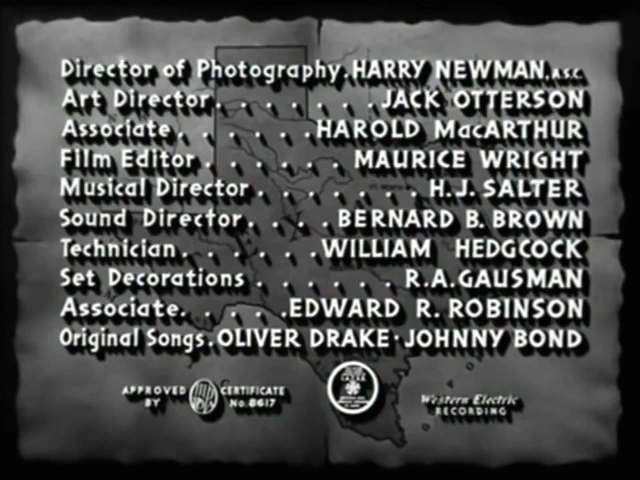 Director of Photography.HARRY NEWMAN.A.S.C.
Art Director. . . . . . .JACK OTTERSON
Associate. . . . . .HAROLD MacARTHUR
Film Editor . . . . . MAURICE WRIGHT
Musical Director . . . . . . . H.J. SALTER
Sound Director. . . . BERNARD B. BROWN
Technician. . . . . .WILLIAM HEDGCOCK
Set Decorations . . . . . . R.A.GAUSMAN
Associate. . . . .EDWARD R. ROBINSON
Original Songs.OLIVER DRAKE·JOHNNY BOND
APPROVED BY
CERTIFICATE No. 8617
Western Electric
RECORDING